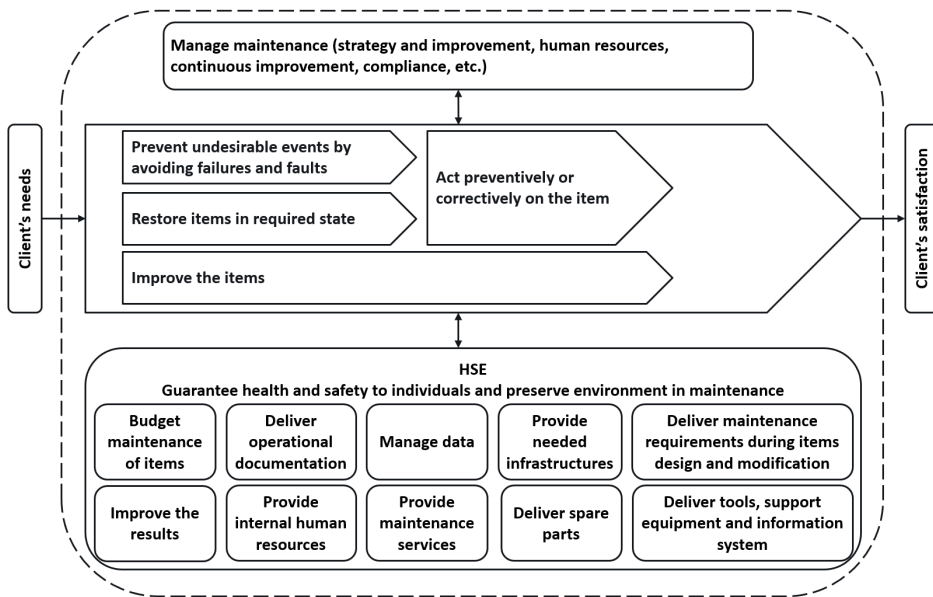 Manage maintenance (strategy and improvement, human resources,
continuous improvement, compliance, etc.)
Client's needs
Prevent undesirable events by
avoiding failures and faults
Act preventively or
correctively on the item
Restore items in required state
Improve the items
Client's satisfaction
HSE
Guarantee health and safety to individuals and preserve environment in maintenance
Budget
maintenance
of items
Deliver
operational
documentation
Manage data
Provide
needed
infrastructures
Deliver maintenance
requirements during items
design and modification
Improve the
results
Provide
internal human
resources
Provide
maintenance
services
Deliver spare
parts
Deliver tools, support
equipment and information
system